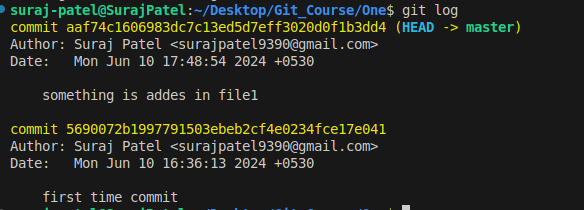 suraj-patel@SurajPatel:~/Desktop/Git_Course/One$ git log
commit aaf74c1606983dc7c13ed5d7eff3020d0f1b3dd4 (HEAD -> master)
Author: Suraj Patel <surajpatel9390@gmail.com>
Date:   Mon Jun 10 17:48:54 2024 +0530
something is addes in file1
commit 5690072b1997791503ebeb2cf4e0234fce17e041
Author: Suraj Patel <surajpatel9390@gmail.com>
Date:   Mon Jun 10 16:36:13 2024 +0530
first time commit